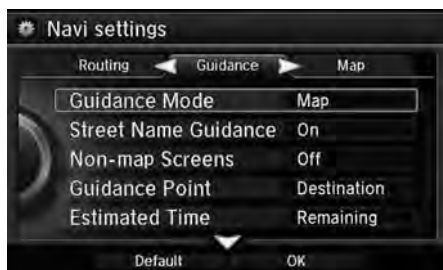 Navi settings
Routing Guidance Map
Guidance Mode Map
Street Name Guidance On
Non-map Screens Off
Guidance Point Destination
Estimated Time Remaining
Default OK